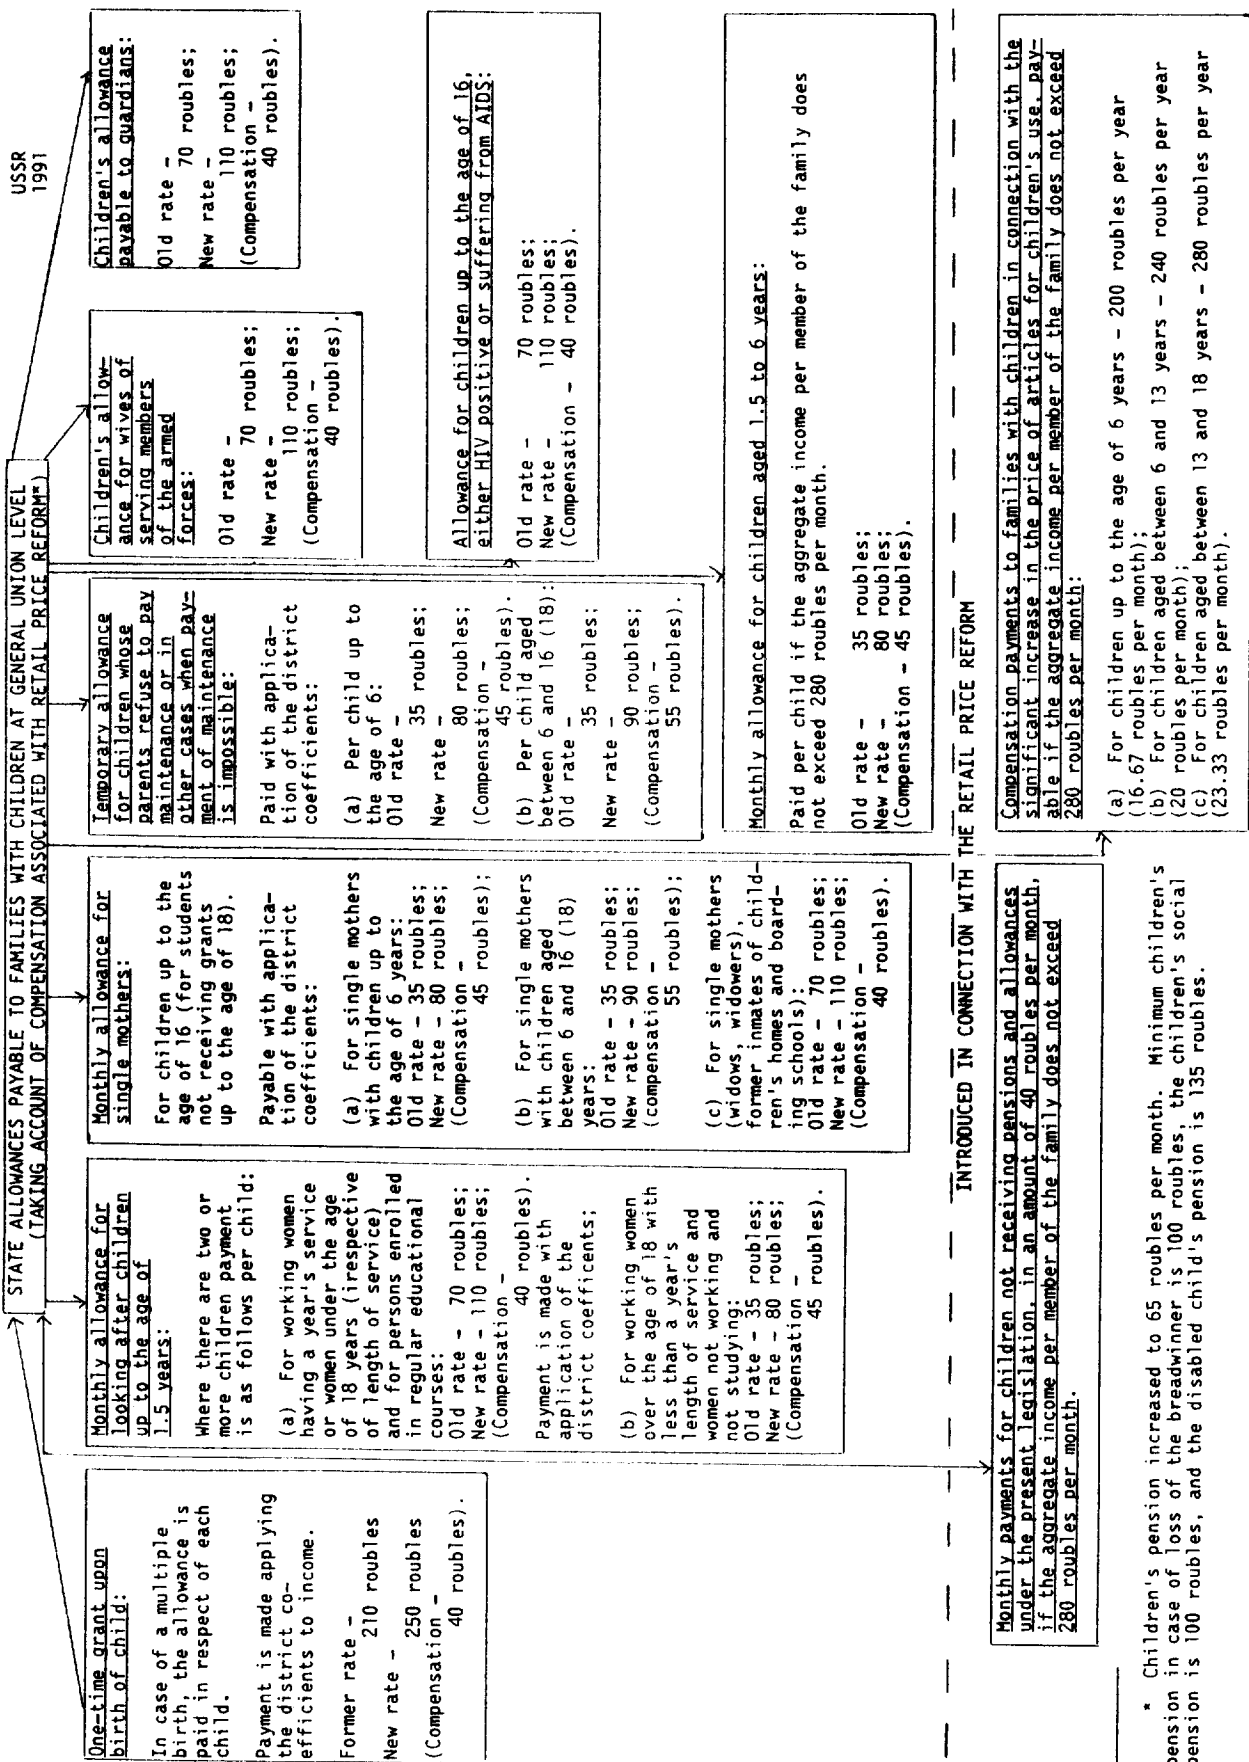 USSR
1991
STATE ALLOWANCES PAYABLE TO FAMILIES WITH CHILDREN AT GENERAL UNION LEVEL
(TAKING ACCOUNT OF COMPENSATION ASSOCIATED WITH RETAIL PRICE REFORM*)
One-time grant upon
birth of child:
In case of a multiple
birth, the allowance is
paid in respect of each
child.
Payment is made applying
the district co-
efficients to income.
Former rate -
210 roubles
New rate -
250 roubles
(Compensation -
40 roubles).
Monthly allowance for
looking after children
up to the age of
1.5 years:
Where there are two or
more children payment
is as follows per child:
(a) For working women
having a year's service
or women under the age
of 18 years (irespective
of length of service)
and for persons enrolled
in regular educational
courses:
Old rate - 70 roubles;
New rate - 110 roubles;
(Compensation -
40 roubles).
Payment is made with
application of the
district coefficents;
(b) For working women
over the age of 18 with
less than a year's
length of service and
women not working and
not studying:
Old rate - 35 roubles;
New rate - 80 roubles;
(Compensation -
45 roubles).
Monthly allowance for
single mothers:
For children up to the
age of 16 (for students
not receiving grants
up to the age of 18).
Payable with applica-
tion of the district
coefficients:
(a) For single mothers
with children up to
the age of 6 years:
Old rate - 35 roubles;
New rate - 80 roubles;
(Compensation -
45 roubles);
(b) For single mothers
with children aged
between 6 and 16 (18)
years:
Old rate - 35 roubles;
New rate - 90 roubles;
(compensation -
55 roubles);
(c) For single mothers
(widows, widowers),
former inmates of child-
ren's homes and board-
ing schools):
Old rate - 70 roubles;
New rate - 110 roubles;
(Compensation -
40 roubles).
Temporary allowance
for children whose
parents refuse to pay
maintenance or in
other cases when pay-
ment of maintenance
is impossible:
Paid with applica-
tion of the district
coefficients:
(a) Per child up to
the age of 6:
Old rate -
35 roubles;
New rate -
80 roubles;
(Compensation -
45 roubles).
(b) Per child aged
between 6 and 16 (18):
Old rate -
35 roubles;
New rate -
90 roubles;
(Compensation -
55 roubles).
Children's allow-
ance for wives of
serving members
of the armed
forces:
Old rate -
70 roubles;
New rate -
110 roubles;
(Compensation -
40 roubles).
Children's allowance
payable to guardians:
Old rate -
70 roubles;
New rate -
110 roubles;
(Compensation -
40 roubles).
Allowance for children up to the age of 16,
either HIV positive or suffering from AIDS:
Old rate - 70 roubles;
New rate - 110 roubles;
(Compensation - 40 roubles).
Monthly allowance for children aged 1.5 to 6 years:
Paid per child if the aggregate income per member of the family does
not exceed 280 roubles per month.
Old rate - 35 roubles;
New rate - 80 roubles;
(Compensation - 45 roubles).
INTRODUCED IN CONNECTION WITH THE RETAIL PRICE REFORM
Monthly payments for children not receiving pensions and allowances
under the present legislation, in an amount of 40 roubles per month,
if the aggregate income per member of the family does not exceed
280 roubles per month.
Compensation payments to families with children in connection with the
significant increase in the price of articles for children's use, pay-
able if the aggregate income per member of the family does not exceed
280 roubles per month:
(a) For children up to the age of 6 years - 200 roubles per year
(16.67 roubles per month);
(b) For children aged between 6 and 13 years - 240 roubles per year
(20 roubles per month);
(c) For children aged between 13 and 18 years - 280 roubles per year
(23.33 roubles per month).
* Children's pension increased to 65 roubles per month. Minimum children's
pension in case of loss of the breadwinner is 100 roubles, the children's social
pension is 100 roubles, and the disabled child's pension is 135 roubles.